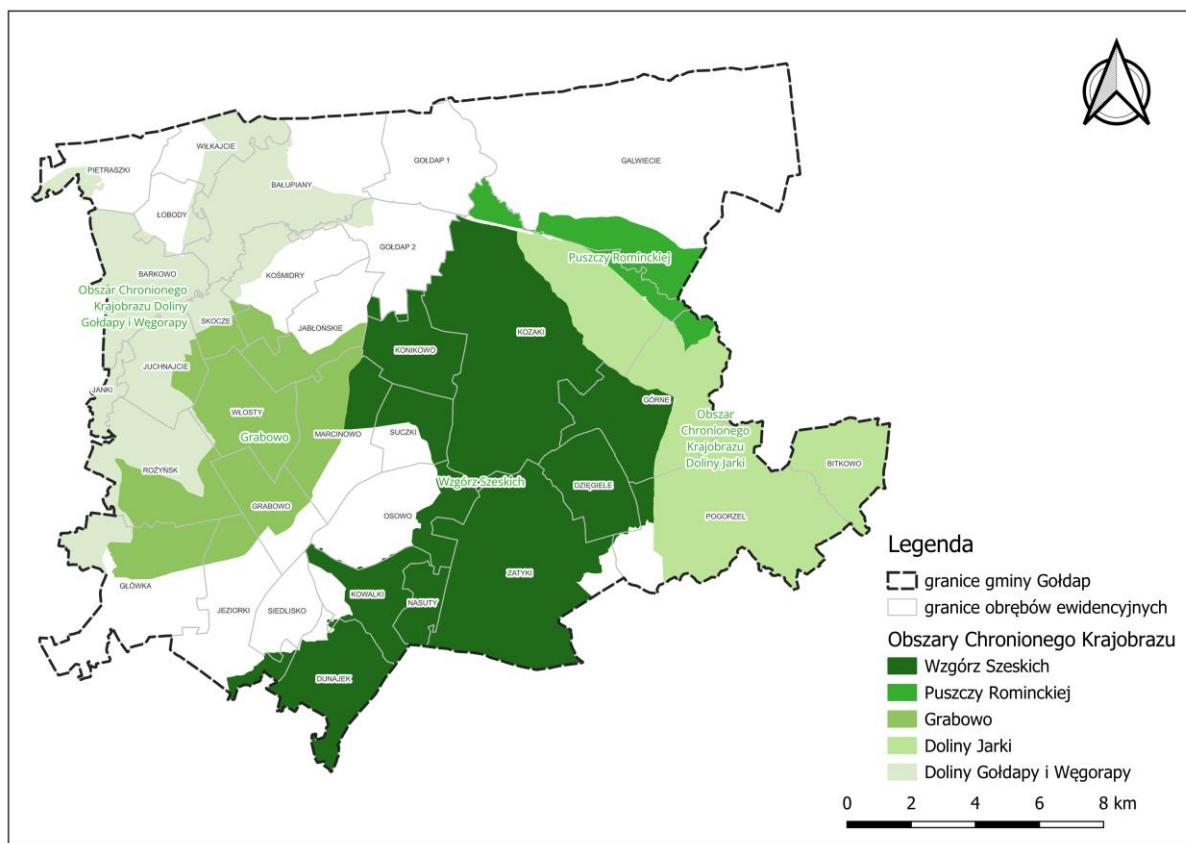 WIŁKAJCIE
PIETRASZKI
GOŁDAP 1
GALWIECIE
BAŁUPIANY
ŁOBODY
GOŁDAP 2
Puszczy Rominckiej
BARKOWO
KOŚMIDRY
Obszar Chronionego
Krajobrazu Doliny
Gołdapy i Węgorapy
SKOCZE
JABŁOŃSKIE
KOZAKI
KONIKOWO
JUCHNAJCIE
JANKI
GÓRNE
WŁOSTY
Grabowo
MARCINOWO
SUCZKI
Obszar
Chronionego
Krajobrazu
Doliny Jarki
ROŻYŃSK
Wzgórz Szeskich
DZIĘGIELE
BITKOWO
GRABOWO
OSOWO
POGORZEL
GŁÓWKA
ZATYKI
KOWALKI
NASUTY
JEZIORKI
SIEDLISKO
DUNAJEK
Legenda
granice gminy Gołdap
granice obrębów ewidencyjnych
Obszary Chronionego Krajobrazu
Wzgórz Szeskich
Puszczy Rominckiej
Grabowo
Doliny Jarki
Doliny Gołdapy i Węgorapy
0 2 4 6 8 km